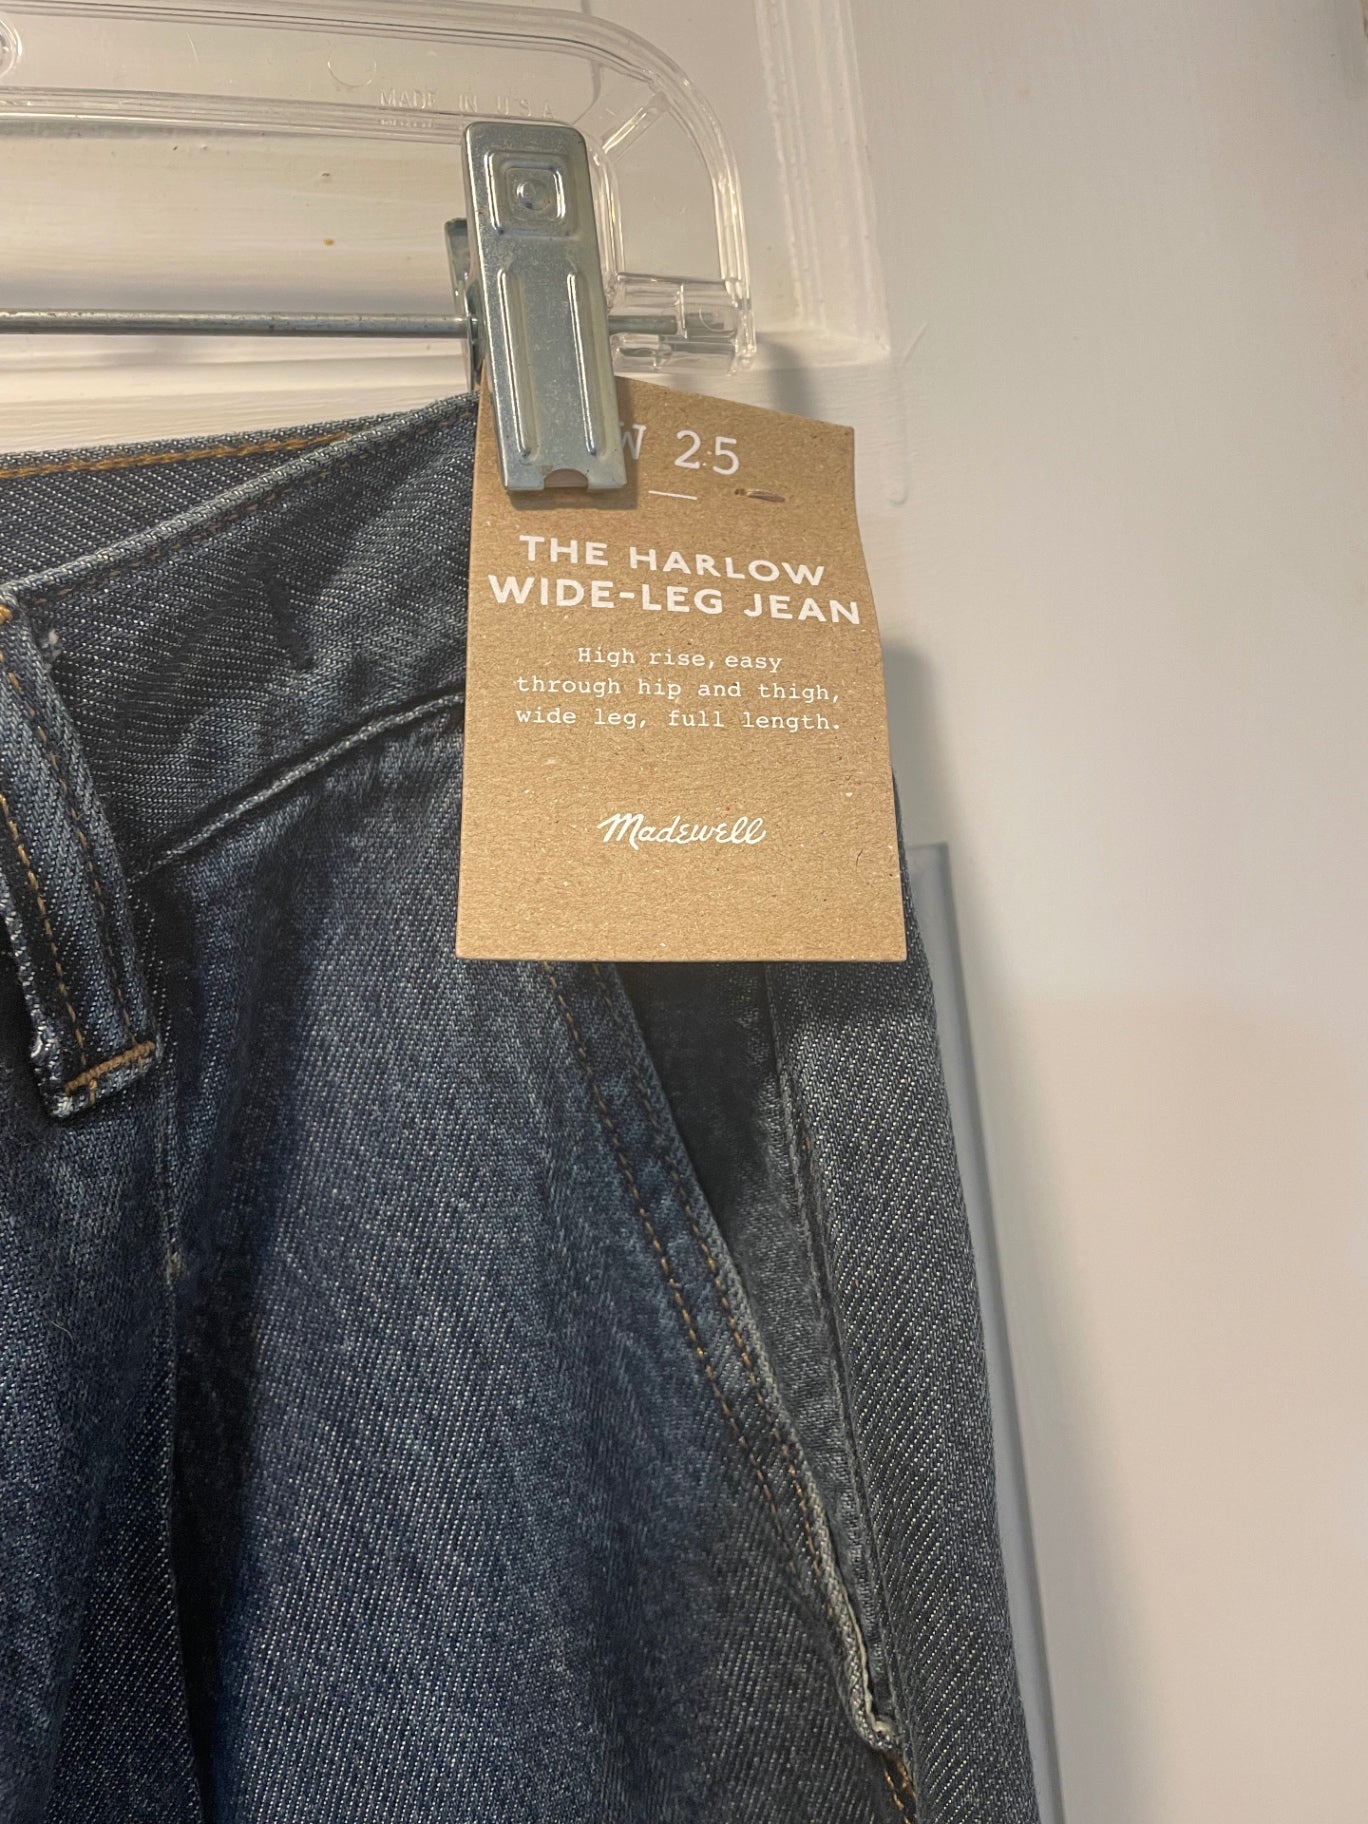 MADE IN U.S.A.
W 25
THE HARLOW
WIDE-LEG JEAN
High rise, easy
through hip and thigh,
wide leg, full length.
Madewell